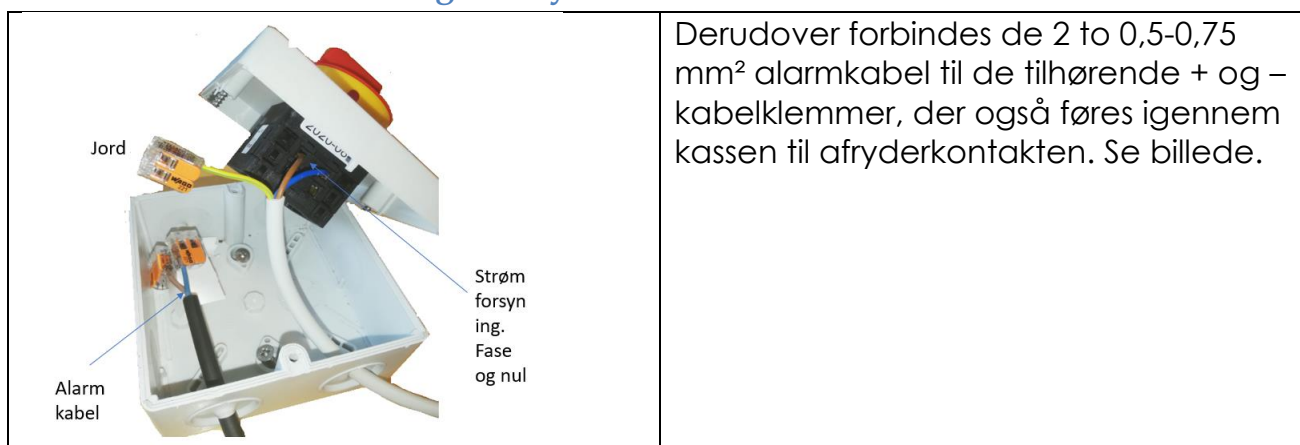 Derudover forbindes de 2 to 0,5-0,75
mm² alarmkabel til de tilhørende + og –
kabelklemmer, der også føres igennem
kassen til afryderkontakten. Se billede.
Jord
Strøm
forsyn
ing.
Fase
og nul
Alarm
kabel